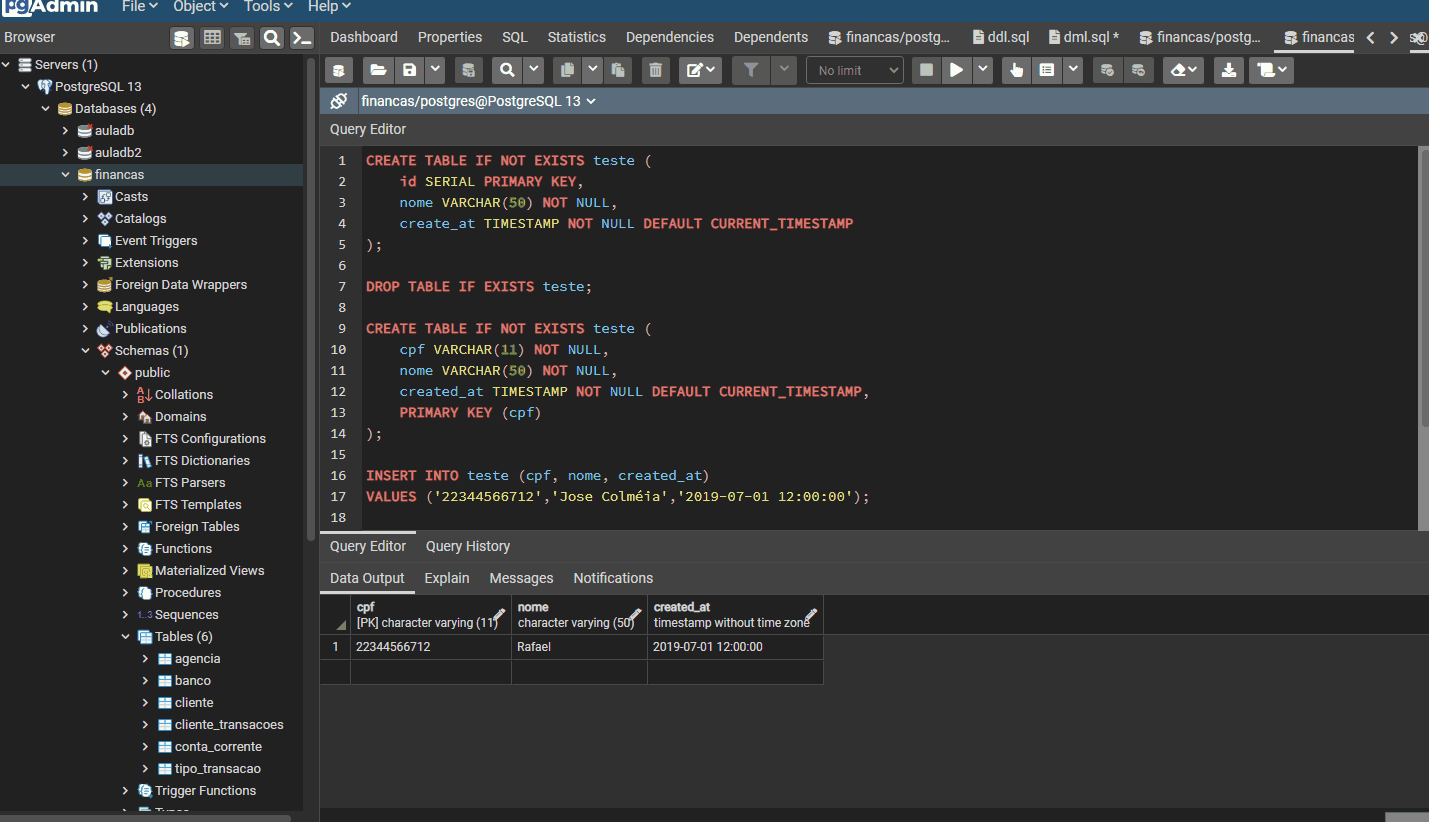 pgAdmin File Object Tools Help
Browser
Dashboard Properties SQL Statistics Dependencies Dependents financas/postg... ddl.sql dml.sql * financas/postg... financas
Servers (1)
PostgreSQL 13
Databases (4)
auladb
auladb2
financas
Casts
Catalogs
Event Triggers
Extensions
Foreign Data Wrappers
Languages
Publications
Schemas (1)
public
Collations
Domains
FTS Configurations
FTS Dictionaries
FTS Parsers
FTS Templates
Foreign Tables
Functions
Materialized Views
Procedures
1..3 Sequences
Tables (6)
agencia
banco
cliente
cliente_transacoes
conta_corrente
tipo_transacao
Trigger Functions
Types
No limit
financas/postgres@PostgreSQL 13
Query Editor
1 CREATE TABLE IF NOT EXISTS teste (
2 id SERIAL PRIMARY KEY,
3 nome VARCHAR(50) NOT NULL,
4 create_at TIMESTAMP NOT NULL DEFAULT CURRENT_TIMESTAMP
5 );
6
7 DROP TABLE IF EXISTS teste;
8
9 CREATE TABLE IF NOT EXISTS teste (
10 cpf VARCHAR(11) NOT NULL,
11 nome VARCHAR(50) NOT NULL,
12 created_at TIMESTAMP NOT NULL DEFAULT CURRENT_TIMESTAMP,
13 PRIMARY KEY (cpf)
14 );
15
16 INSERT INTO teste (cpf, nome, created_at)
17 VALUES ('22344566712','Jose Colméia','2019-07-01 12:00:00');
18
Query Editor Query History
Data Output Explain Messages Notifications
cpf nome created_at
[PK] character varying (11) character varying (50) timestamp without time zone
1 22344566712 Rafael 2019-07-01 12:00:00